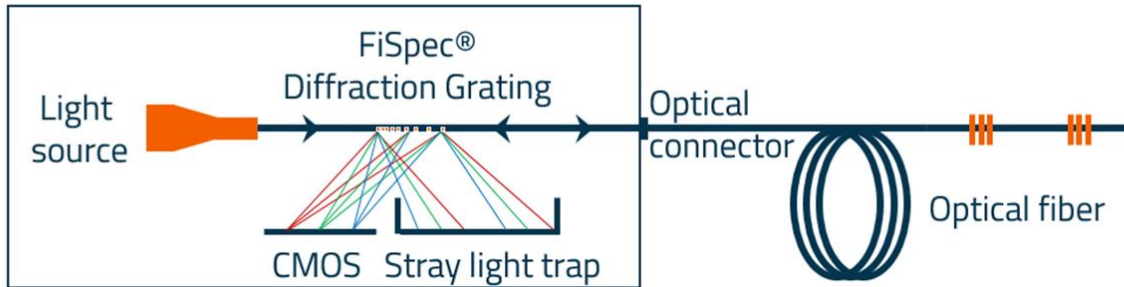 FiSpec®
Diffraction Grating
Light
source
Optical
connector
Optical fiber
CMOS
Stray light trap